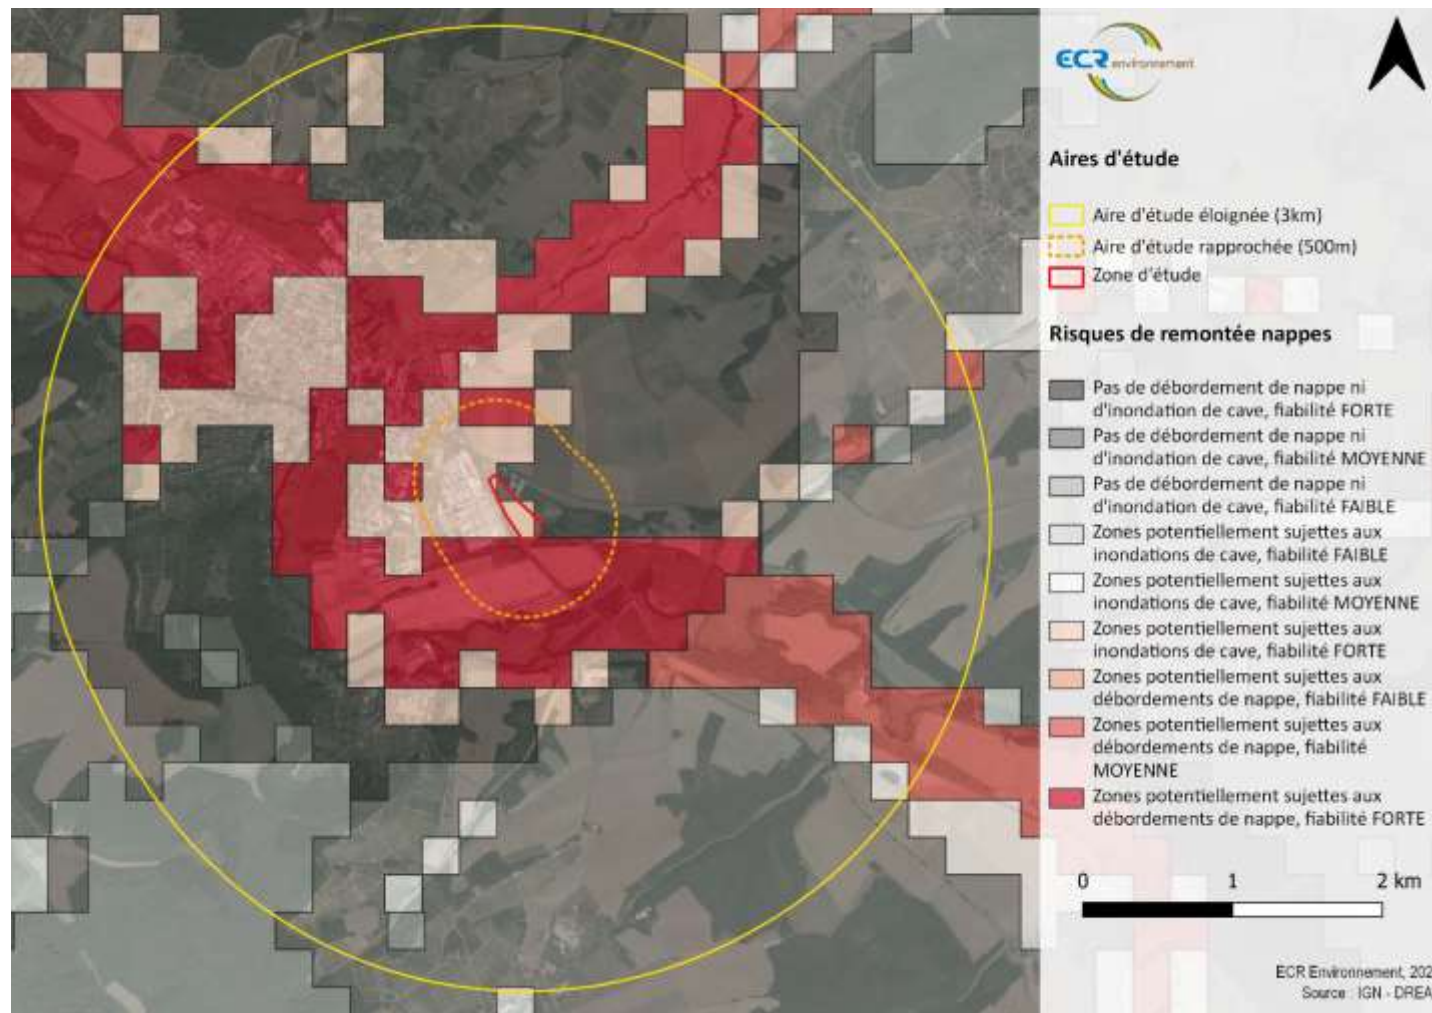 ECR environnement
Aires d'étude
Aire d'étude éloignée (3km)
Aire d'étude rapprochée (500m)
Zone d'étude
Risques de remontée nappes
Pas de débordement de nappe ni
d'inondation de cave, fiabilité FORTE
Pas de débordement de nappe ni
d'inondation de cave, fiabilité MOYENNE
Pas de débordement de nappe ni
d'inondation de cave, fiabilité FAIBLE
Zones potentiellement sujettes aux
inondations de cave, fiabilité FAIBLE
Zones potentiellement sujettes aux
inondations de cave, fiabilité MOYENNE
Zones potentiellement sujettes aux
inondations de cave, fiabilité FORTE
Zones potentiellement sujettes aux
débordements de nappe, fiabilité FAIBLE
Zones potentiellement sujettes aux
débordements de nappe, fiabilité
MOYENNE
Zones potentiellement sujettes aux
débordements de nappe, fiabilité FORTE
0 1 2 km
ECR Environnement, 202
Source : IGN - DREA